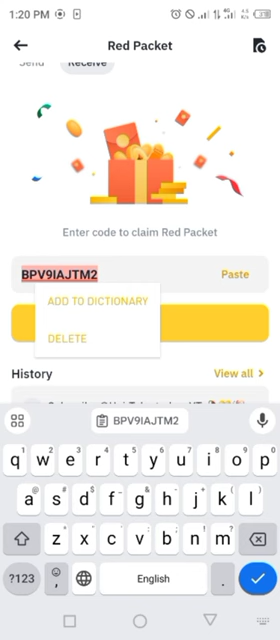 1:20 PM
Red Packet
Send Receive
Enter code to claim Red Packet
BPV9IAJTM2 Paste
ADD TO DICTIONARY
DELETE
History View all >
BPV9IAJTM2
q w e r t y u i o p
a s d f g h j k l
z x c v b n m
?123 , English .